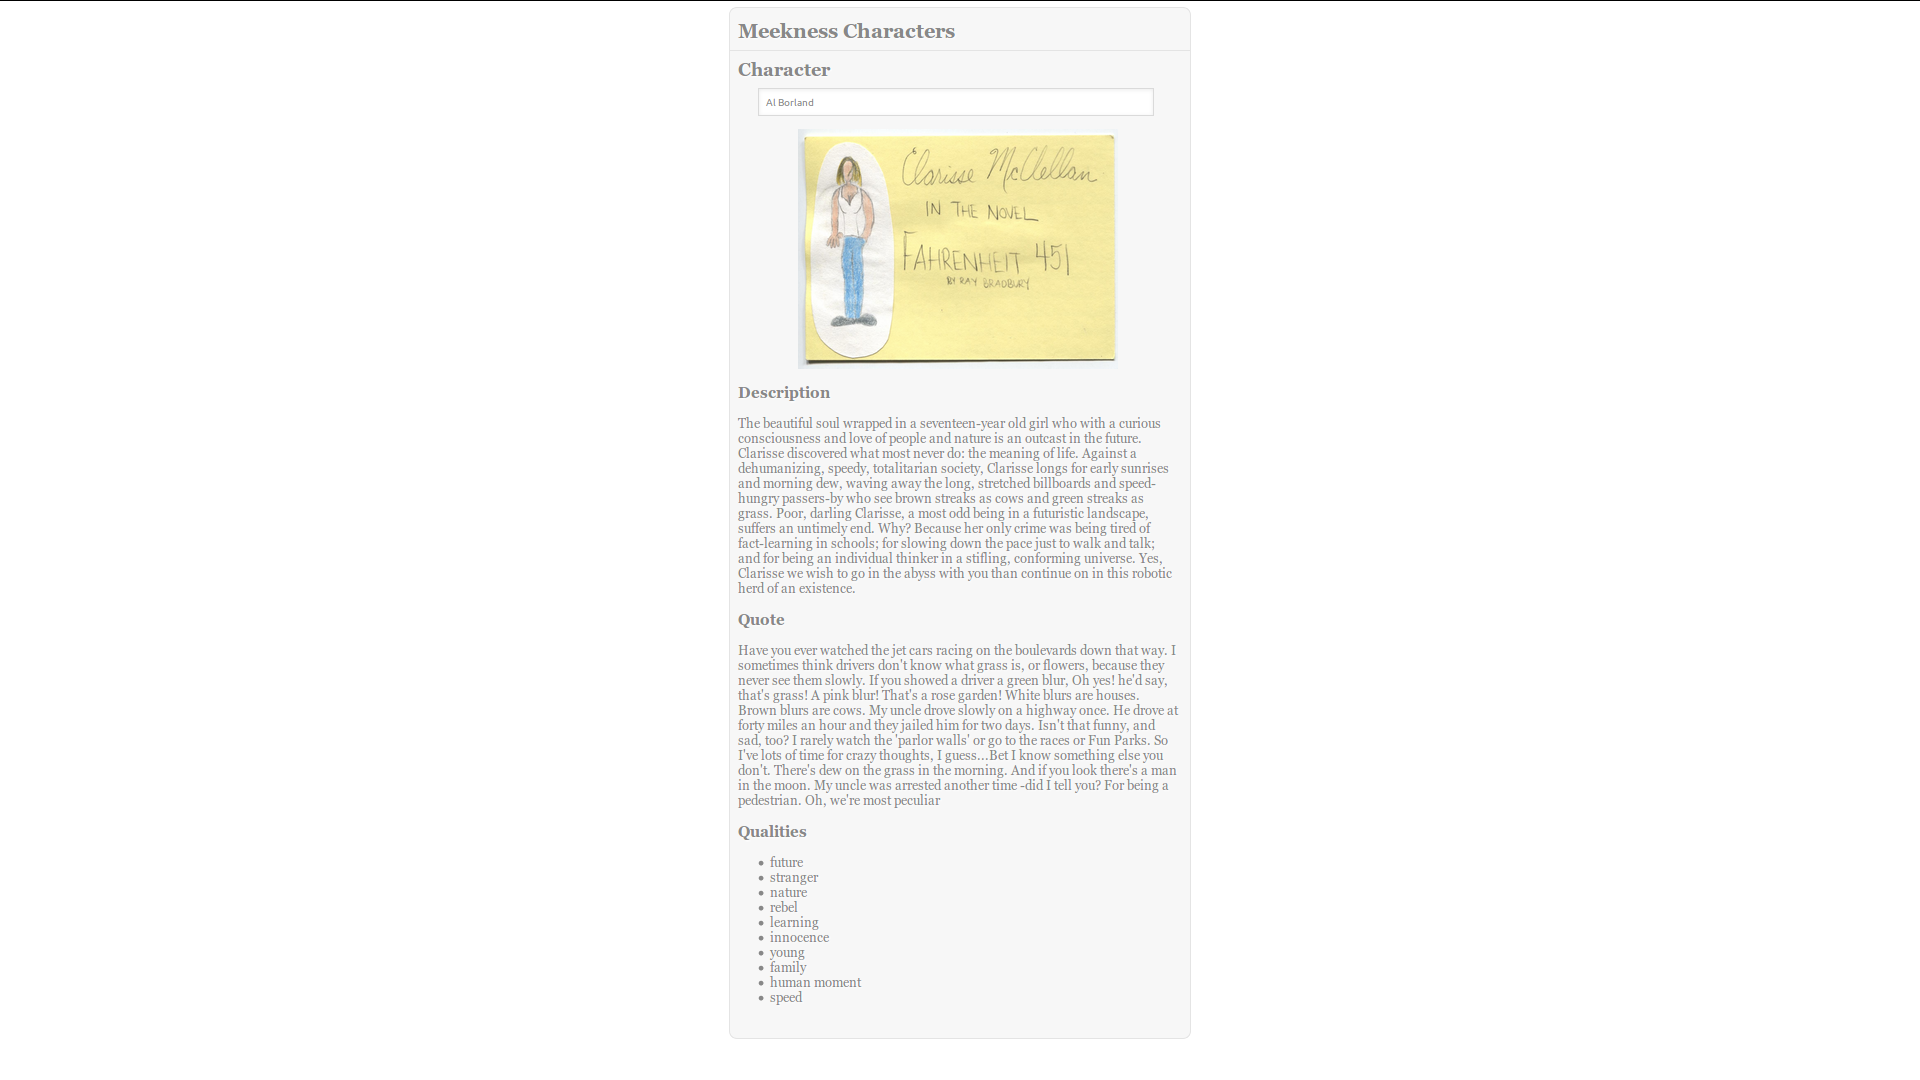 Meekness Characters
Character
Al Borland
Clarisse McClellan
IN THE NOVEL
FAHRENHEIT 451
BY RAY BRADBURY
Description
The beautiful soul wrapped in a seventeen-year old girl who with a curious
consciousness and love of people and nature is an outcast in the future.
Clarisse discovered what most never do: the meaning of life. Against a
dehumanizing, speedy, totalitarian society, Clarisse longs for early sunrises
and morning dew, waving away the long, stretched billboards and speed-
hungry passers-by who see brown streaks as cows and green streaks as
grass. Poor, darling Clarisse, a most odd being in a futuristic landscape,
suffers an untimely end. Why? Because her only crime was being tired of
fact-learning in schools; for slowing down the pace just to walk and talk;
and for being an individual thinker in a stifling, conforming universe. Yes,
Clarisse we wish to go in the abyss with you than continue on in this robotic
herd of an existence.
Quote
Have you ever watched the jet cars racing on the boulevards down that way. I
sometimes think drivers don't know what grass is, or flowers, because they
never see them slowly. If you showed a driver a green blur, Oh yes! he'd say,
that's grass! A pink blur! That's a rose garden! White blurs are houses.
Brown blurs are cows. My uncle drove slowly on a highway once. He drove at
forty miles an hour and they jailed him for two days. Isn't that funny, and
sad, too? I rarely watch the 'parlor walls' or go to the races or Fun Parks. So
I've lots of time for crazy thoughts, I guess...Bet I know something else you
don't. There's dew on the grass in the morning. And if you look there's a man
in the moon. My uncle was arrested another time -did I tell you? For being a
pedestrian. Oh, we're most peculiar
Qualities
• future
• stranger
• nature
• rebel
• learning
• innocence
• young
• family
• human moment
• speed